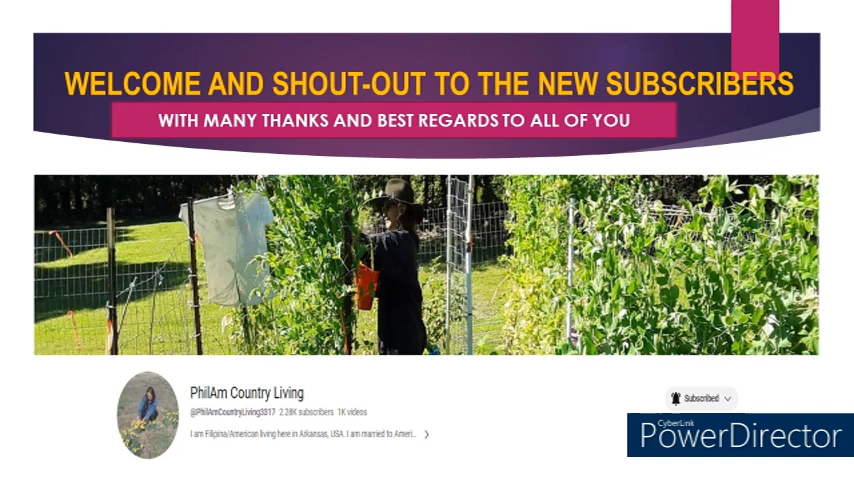 WELCOME AND SHOUT-OUT TO THE NEW SUBSCRIBERS
WITH MANY THANKS AND BEST REGARDS TO ALL OF YOU
PhilAm Country Living
@PhilAmCountryLiving3317 2.28K subscribers 1K videos
Subscribed
I am Filipina/American living here in Arkansas, USA. I am married to Ameri...
CyberLink
PowerDirector